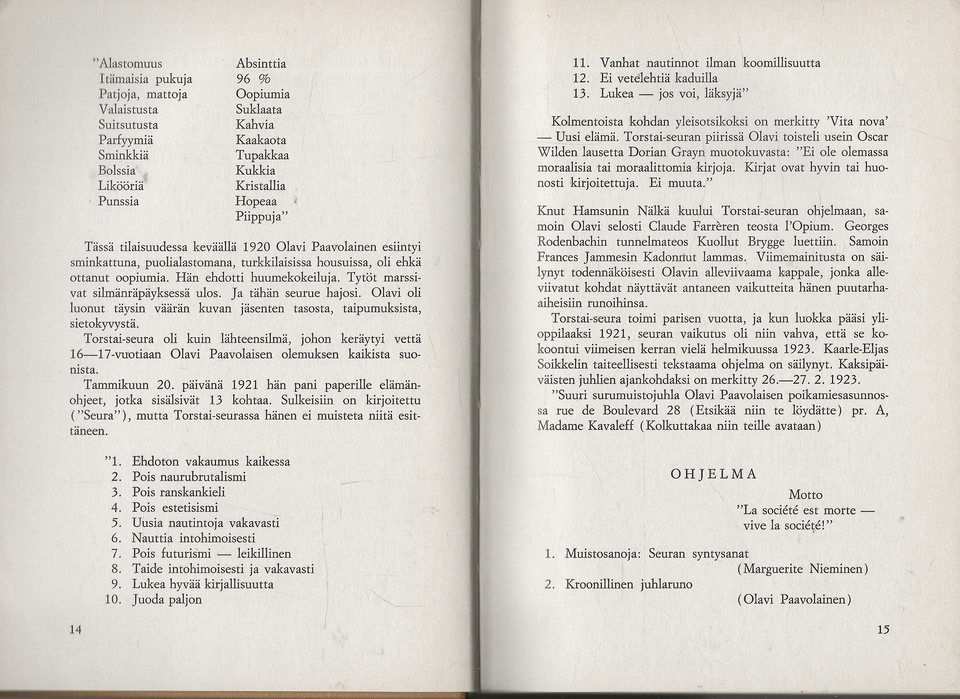 "Alastomuus
Itämaisia pukuja
Patjoja, mattoja
Valaistusta
Suitsutusta
Parfyymiä
Sminkkiä
Bolssia
Likööriä
Punssia
Absinttia
96 %
Oopiumia
Suklaata
Kahvia
Kaakaota
Tupakkaa
Kukkia
Kristallia
Hopeaa
Piippuja"
Tässä tilaisuudessa keväällä 1920 Olavi Paavolainen esiintyi
sminkattuna, puolialastomana, turkkilaisissa housuissa, oli ehkä
ottanut oopiumia. Hän ehdotti huumekokeiluja. Tytöt marssi-
vat silmänräpäyksessä ulos. Ja tähän seurue hajosi. Olavi oli
luonut täysin väärän kuvan jäsenten tasosta, taipumuksista,
sietokyvystä.
Torstai-seura oli kuin lähteensilmä, johon keräytyi vettä
16—17-vuotiaan Olavi Paavolaisen olemuksen kaikista suo-
nista.
Tammikuun 20. päivänä 1921 hän pani paperille elämän-
ohjeet, jotka sisälsivät 13 kohtaa. Sulkeisiin on kirjoitettu
("Seura"), mutta Torstai-seurassa hänen ei muisteta niitä esit-
täneen.
"1. Ehdoton vakaumus kaikessa
2. Pois naurubrutalismi
3. Pois ranskankieli
4. Pois estetisismi
5. Uusia nautintoja vakavasti
6. Nauttia intohimoisesti
7. Pois futurismi — leikillinen
8. Taide intohimoisesti ja vakavasti
9. Lukea hyvää kirjallisuutta
10. Juoda paljon
14
11. Vanhat nautinnot ilman koomillisuutta
12. Ei vetelehtiä kaduilla
13. Lukea — jos voi, läksyjä"
Kolmentoista kohdan yleisotsikoksi on merkitty 'Vita nova'
— Uusi elämä. Torstai-seuran piirissä Olavi toisteli usein Oscar
Wilden lausetta Dorian Grayn muotokuvasta: "Ei ole olemassa
moraalisia tai moraalittomia kirjoja. Kirjat ovat hyvin tai huo-
nosti kirjoitettuja. Ei muuta."
Knut Hamsunin Nälkä kuului Torstai-seuran ohjelmaan, sa-
moin Olavi selosti Claude Farrèren teosta l'Opium. Georges
Rodenbachin tunnelmateos Kuollut Brygge luettiin. Samoin
Frances Jammesin Kadonnut lammas. Viimemainitusta on säi-
lynyt todennäköisesti Olavin alleviivaama kappale, jonka alle-
viivatut kohdat näyttävät antaneen vaikutteita hänen puutarha-
aiheisiin runoihinsa.
Torstai-seura toimi parisen vuotta, ja kun luokka pääsi yli-
oppilaaksi 1921, seuran vaikutus oli niin vahva, että se ko-
koontui viimeisen kerran vielä helmikuussa 1923. Kaarle-Eljas
Soikkelin taiteellisesti tekstaama ohjelma on säilynyt. Kaksipäi-
väisten juhlien ajankohdaksi on merkitty 26.—27. 2. 1923.
"Suuri surumuistojuhla Olavi Paavolaisen poikamiesasunnos-
sa rue de Boulevard 28 (Etsikää niin te löydätte) pr. A,
Madame Kavaleff (Kolkuttakaa niin teille avataan)
OHJELMA
Motto
"La société est morte —
vive la société!"
1. Muistosanoja: Seuran syntysanat
(Marguerite Nieminen)
2. Kroonillinen juhlaruno
(Olavi Paavolainen)
15